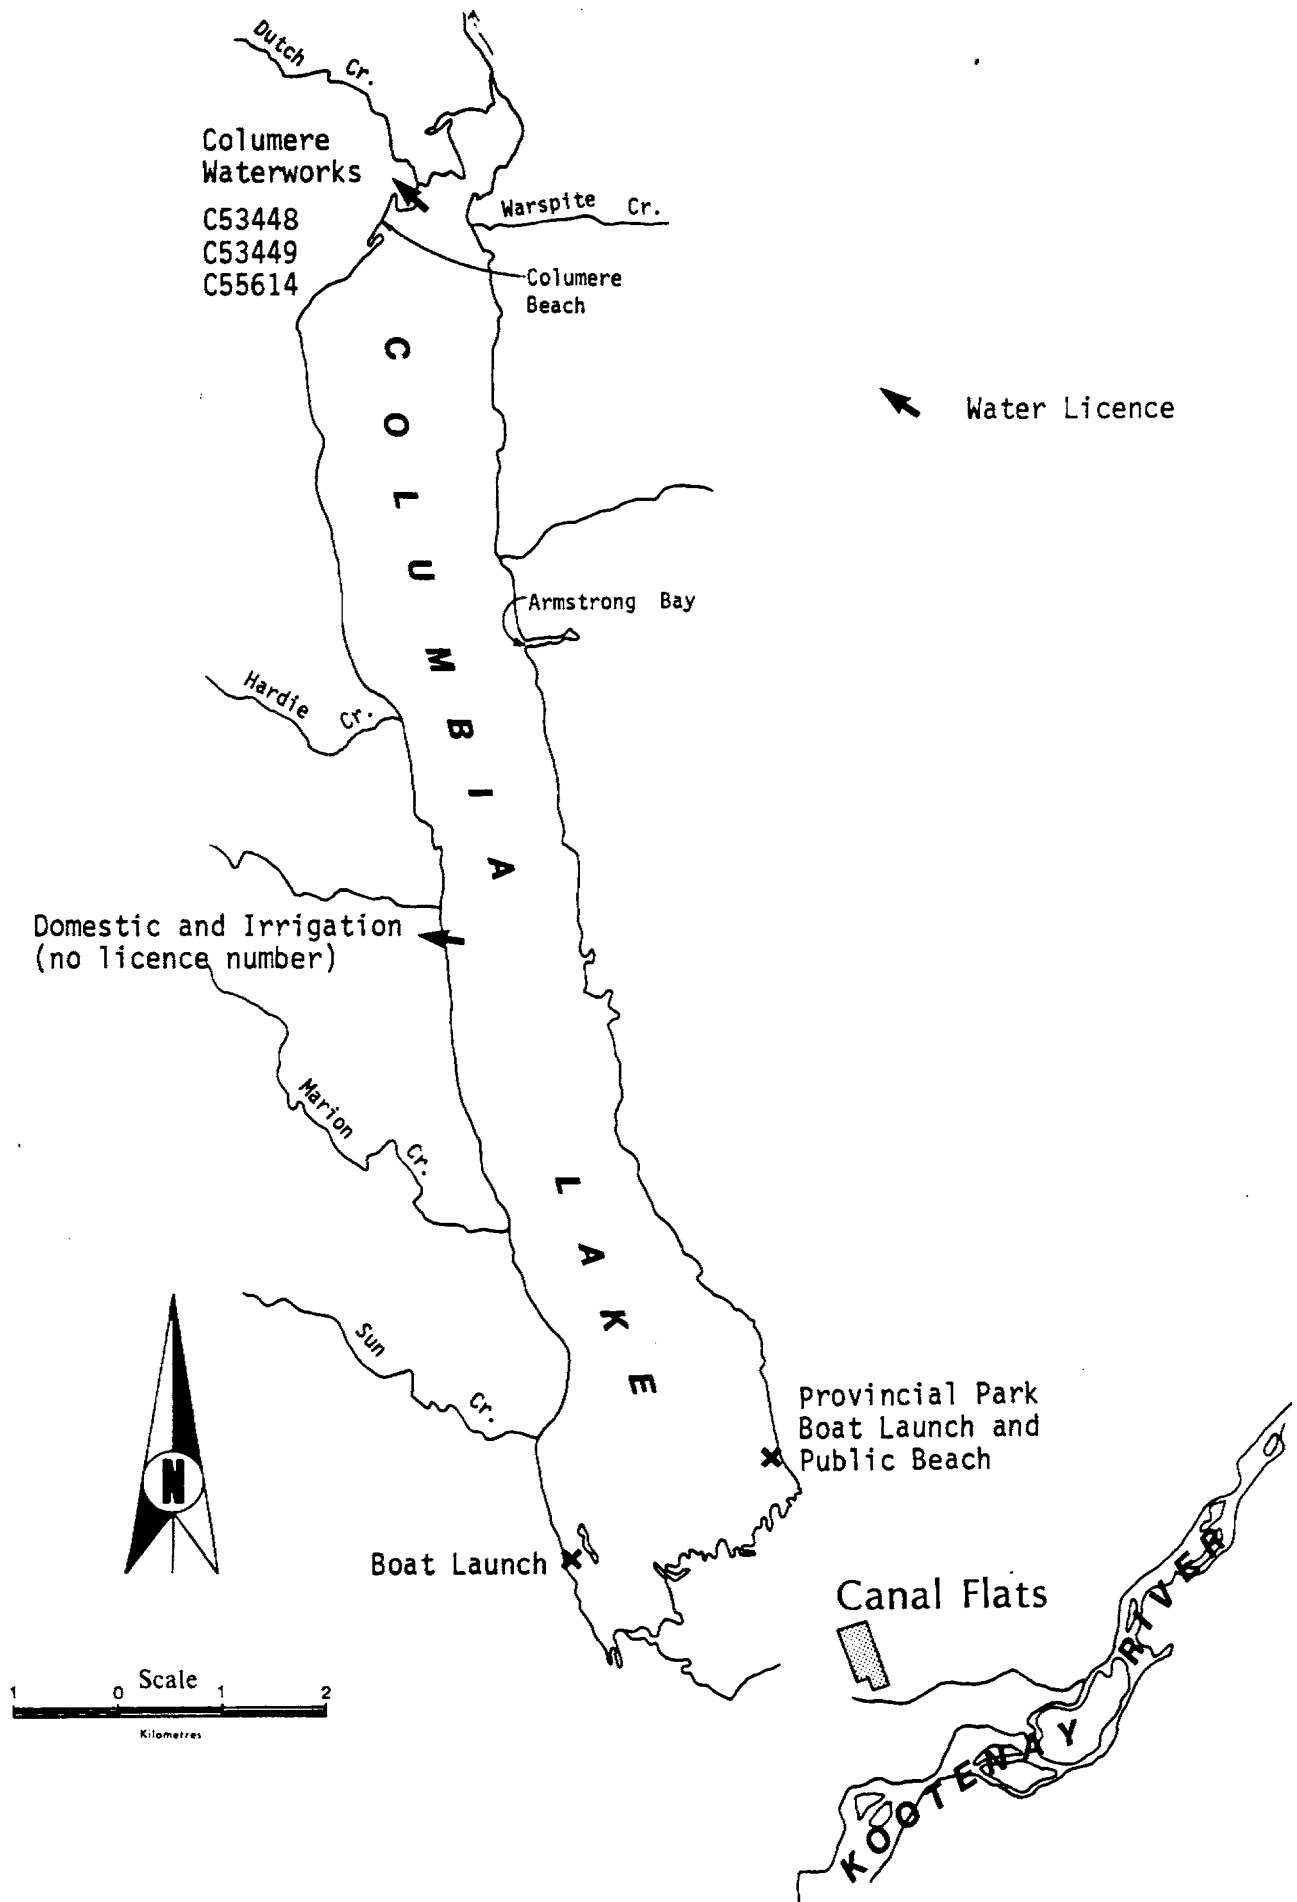 Dutch Cr.
Columere
Waterworks
C53448
C53449
C55614
Warspite Cr.
Columere
Beach
COLUMBIA LAKE
Water Licence
Armstrong Bay
Hardie Cr.
Domestic and Irrigation
(no licence number)
Marion Cr.
Sun Cr.
Provincial Park
Boat Launch and
Public Beach
N
Boat Launch
Canal Flats
KOOTENAY RIVER
Scale
1 0 1 2
Kilometres